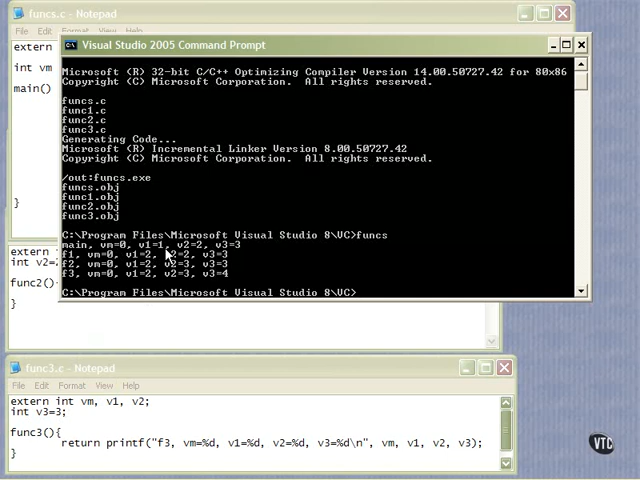 funcs.c - Notepad
File Edit Format View Help
extern
int vm
main()
}
Visual Studio 2005 Command Prompt
Microsoft (R) 32-bit C/C++ Optimizing Compiler Version 14.00.50727.42 for 80x86
Copyright (C) Microsoft Corporation. All rights reserved.
funcs.c
func1.c
func2.c
func3.c
Generating Code...
Microsoft (R) Incremental Linker Version 8.00.50727.42
Copyright (C) Microsoft Corporation. All rights reserved.
/out:funcs.exe
funcs.obj
func1.obj
func2.obj
func3.obj
C:\Program Files\Microsoft Visual Studio 8\VC>funcs
main, vm=0, v1=1, v2=2, v3=3
f1, vm=0, v1=2, v2=2, v3=3
f2, vm=0, v1=2, v2=3, v3=3
f3, vm=0, v1=2, v2=3, v3=4
C:\Program Files\Microsoft Visual Studio 8\VC>
extern i
int v2=2
func2()
}
func3.c - Notepad
File Edit Format View Help
extern int vm, v1, v2;
int v3=3;
func3(){
return printf("f3, vm=%d, v1=%d, v2=%d, v3=%d\n", vm, v1, v2, v3);
}
VTC